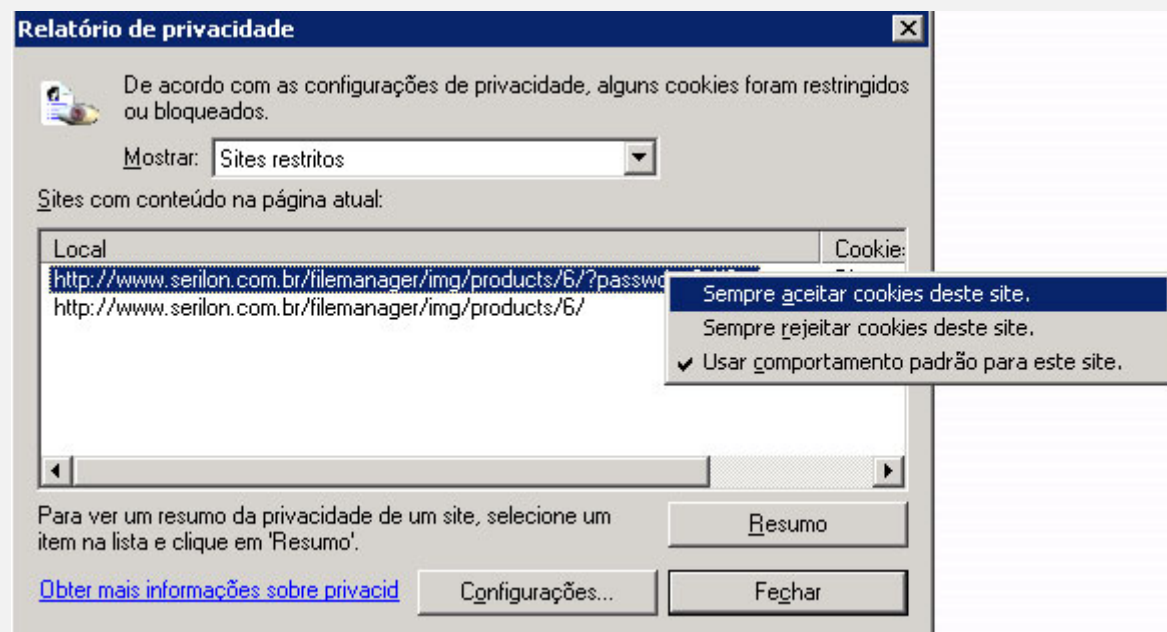 Relatório de privacidade
De acordo com as configurações de privacidade, alguns cookies foram restringidos
ou bloqueados.
Mostrar: Sites restritos
Sites com conteúdo na página atual:
Local Cookie:
http://www.serilon.com.br/filemanager/img/products/6/?passwo
http://www.serilon.com.br/filemanager/img/products/6/
Sempre aceitar cookies deste site.
Sempre rejeitar cookies deste site.
Usar comportamento padrão para este site.
Para ver um resumo da privacidade de um site, selecione um
item na lista e clique em 'Resumo'.
Resumo
Obter mais informações sobre privacid
Configurações...
Fechar